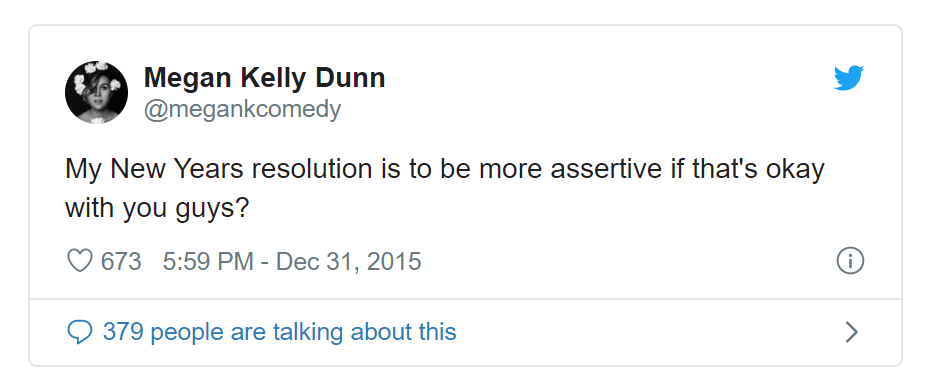 Megan Kelly Dunn
@megankcomedy
My New Years resolution is to be more assertive if that's okay
with you guys?
673 5:59 PM - Dec 31, 2015
379 people are talking about this